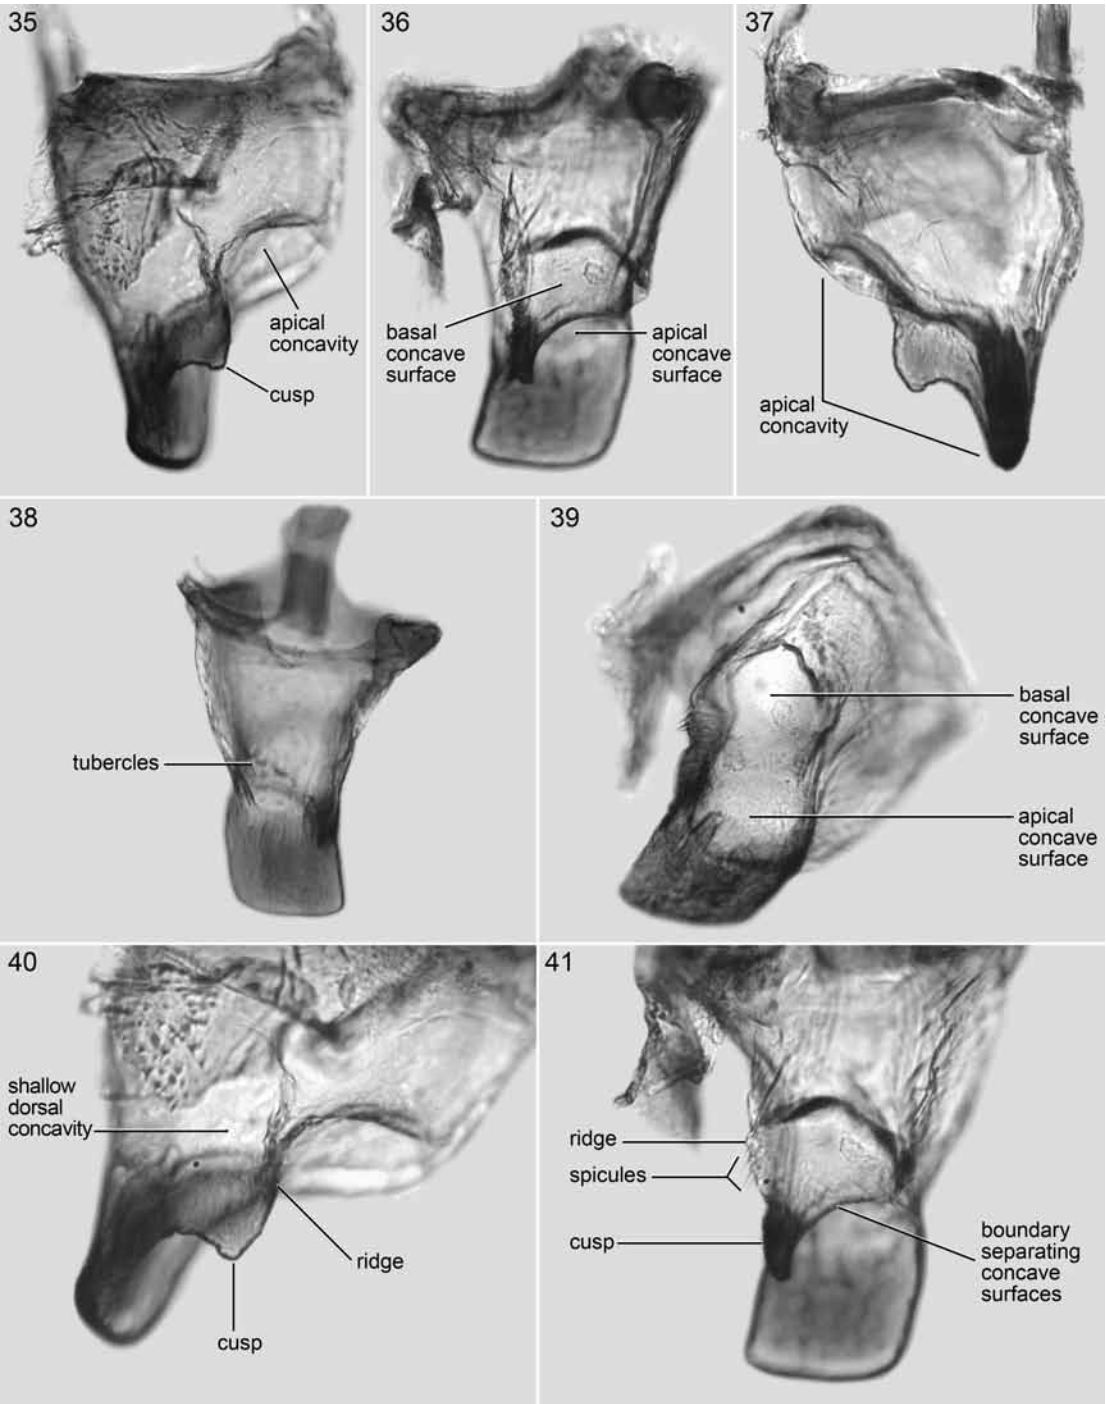 35
apical
concavity
cusp
36
basal
concave
surface
apical
concave
surface
37
apical
concavity
38
tubercles
39
basal
concave
surface
apical
concave
surface
40
shallow
dorsal
concavity
ridge
cusp
41
ridge
spicules
cusp
boundary
separating
concave
surfaces